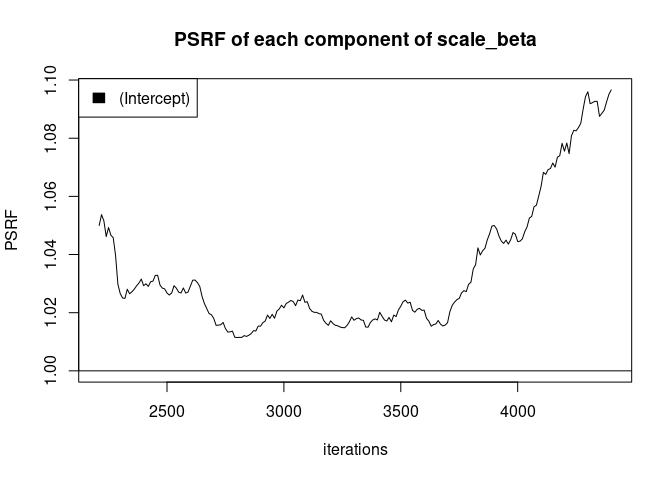 PSRF of each component of scale_beta
(Intercept)
PSRF
1.10
1.08
1.06
1.04
1.02
1.00
2500 3000 3500 4000
iterations